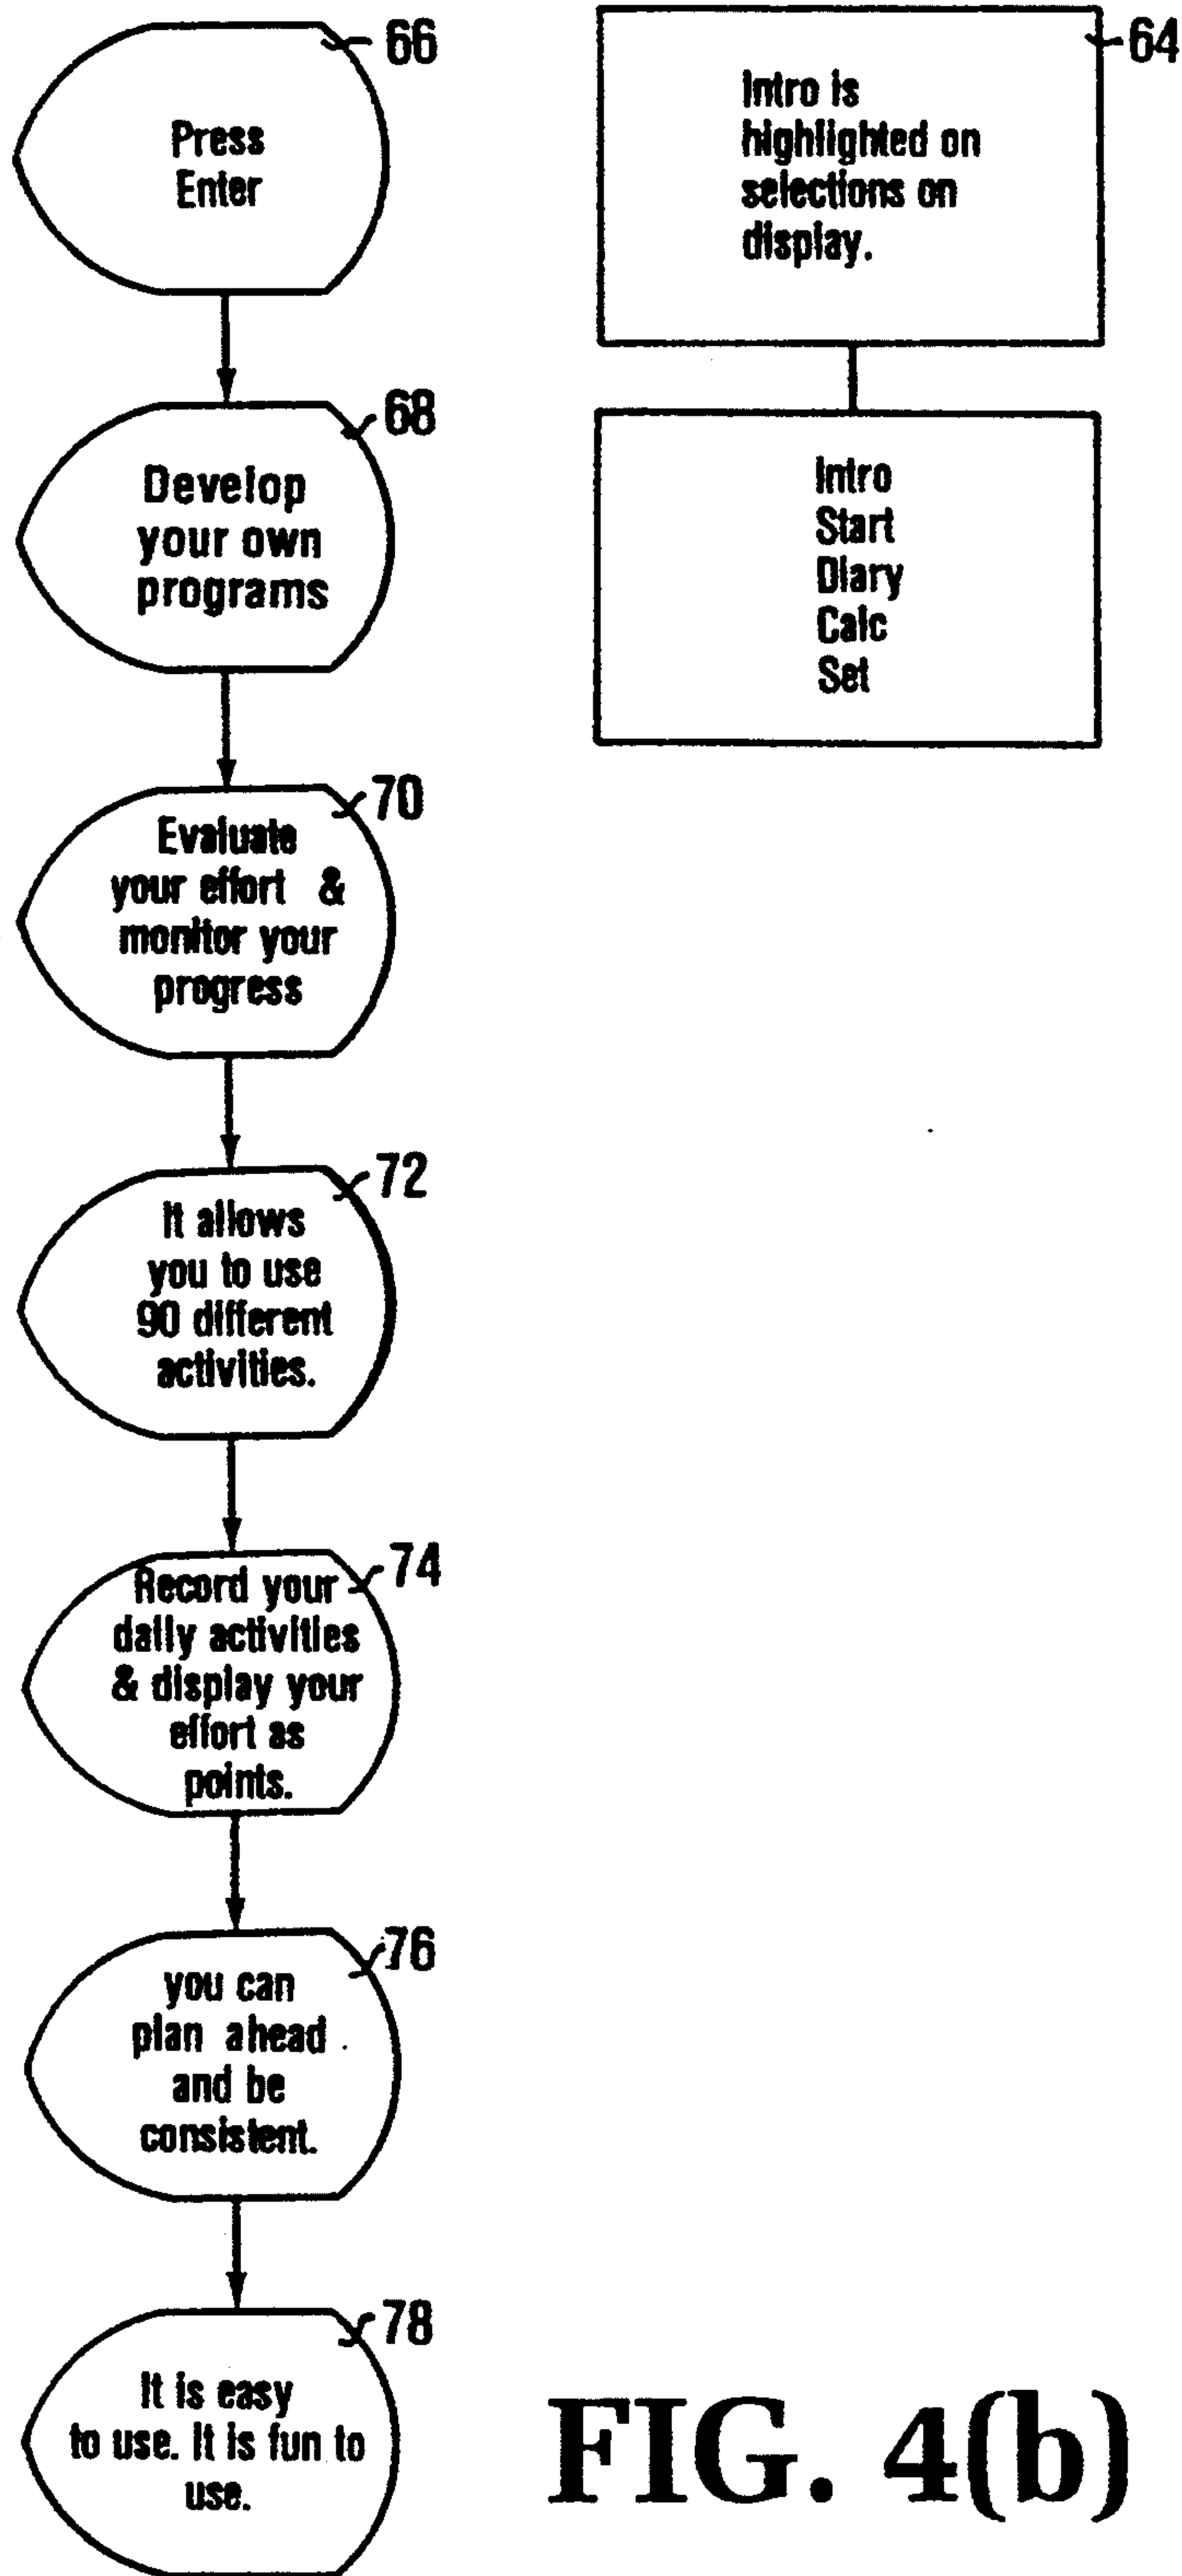 66
Press
Enter
68
Develop
your own
programs
70
Evaluate
your effort &
monitor your
progress
72
It allows
you to use
90 different
activities.
74
Record your
daily activities
& display your
effort as
points.
76
you can
plan ahead
and be
consistent.
78
It is easy
to use. It is fun to
use.
64
Intro is
highlighted on
selections on
display.
Intro
Start
Diary
Calc
Set
FIG. 4(b)